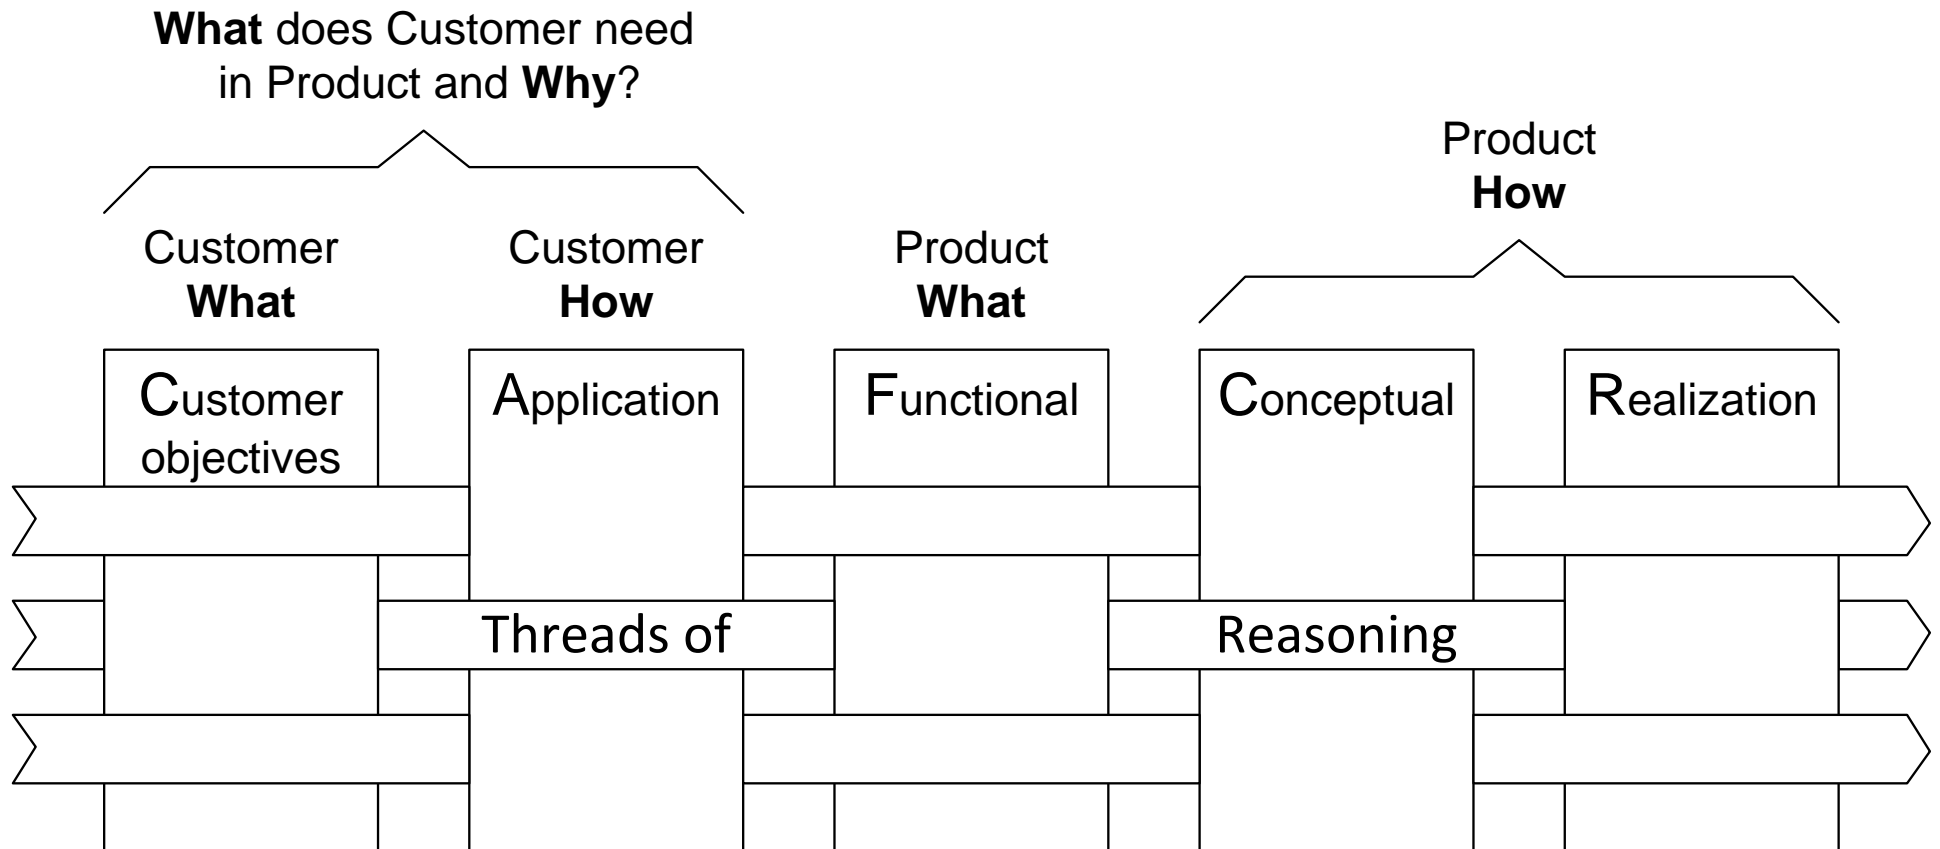 What does Customer need
in Product and Why?
Product
How
Customer
What
Customer
How
Product
What
Customer
objectives
Application
Functional
Conceptual
Realization
Threads of
Reasoning